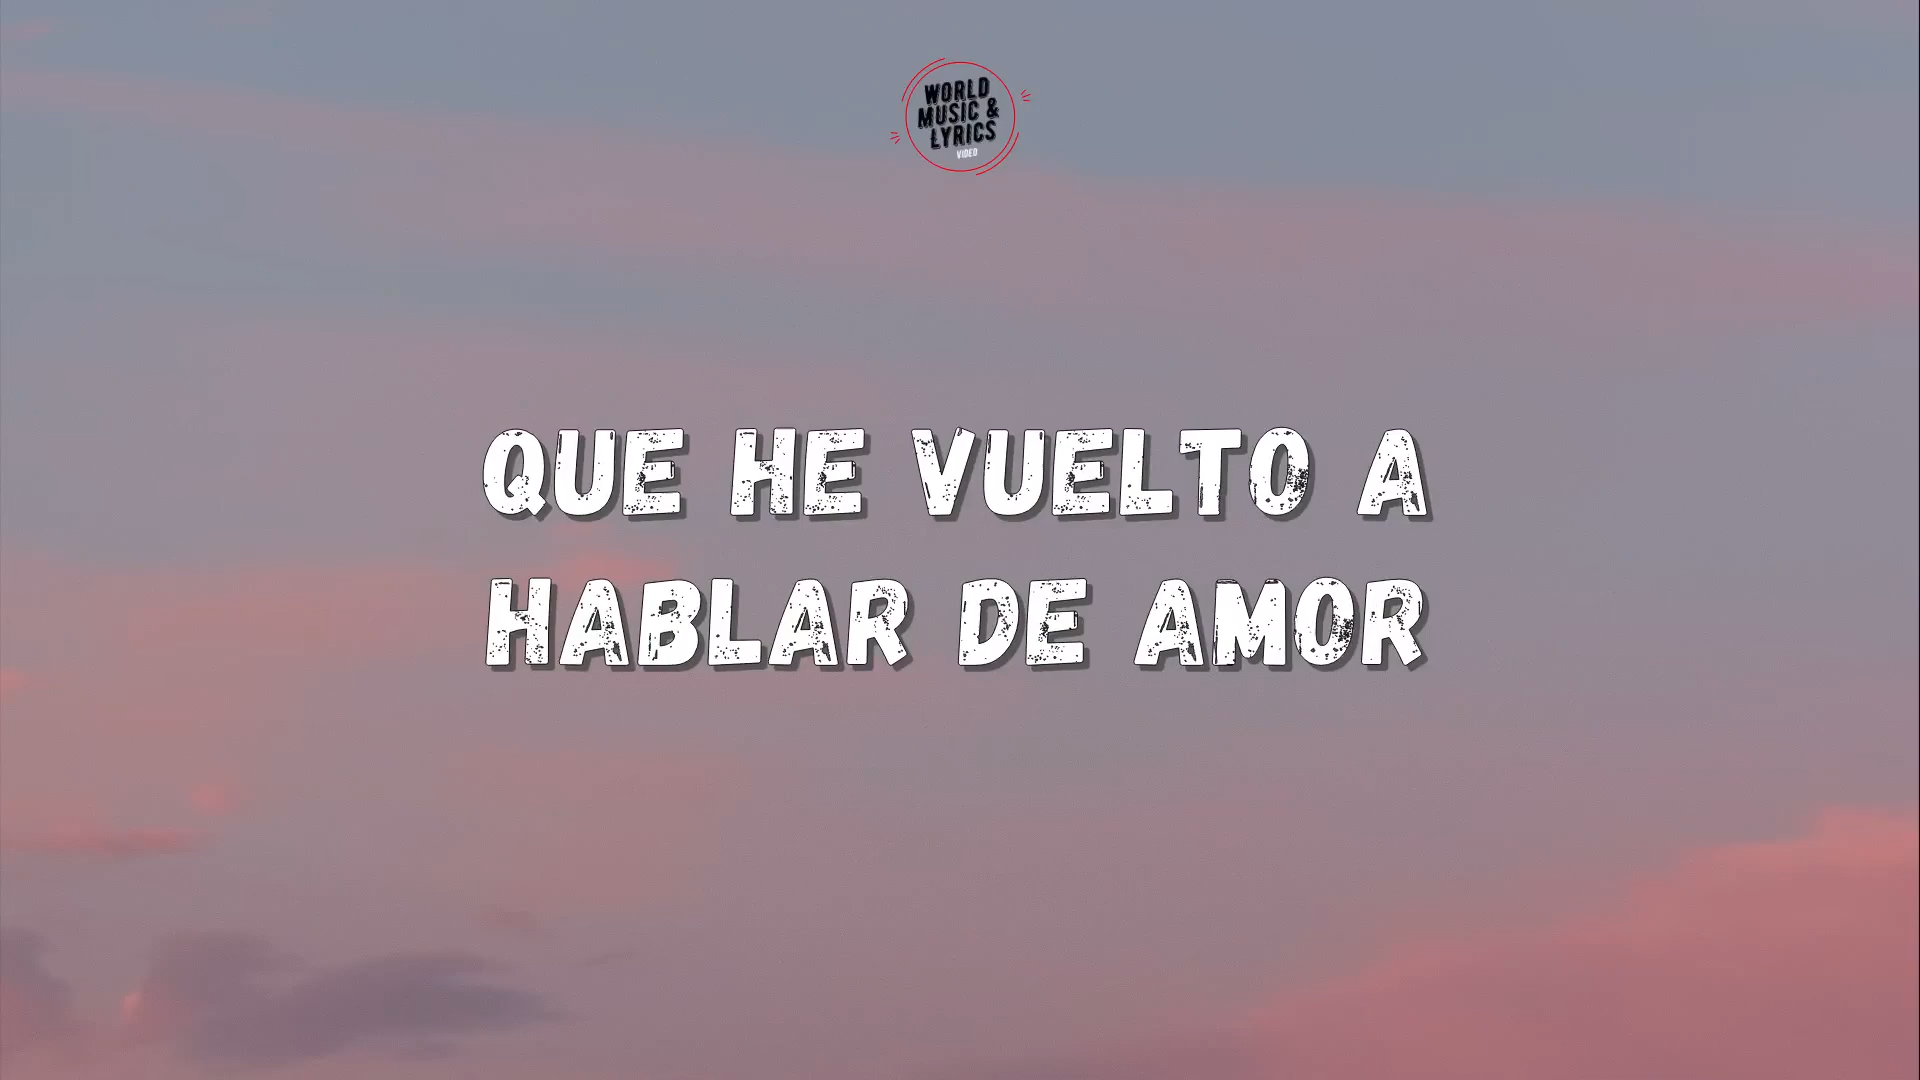 WORLD
MUSIC &
LYRICS
VIDEO
QUE HE VUELTO A
HABLAR DE AMOR